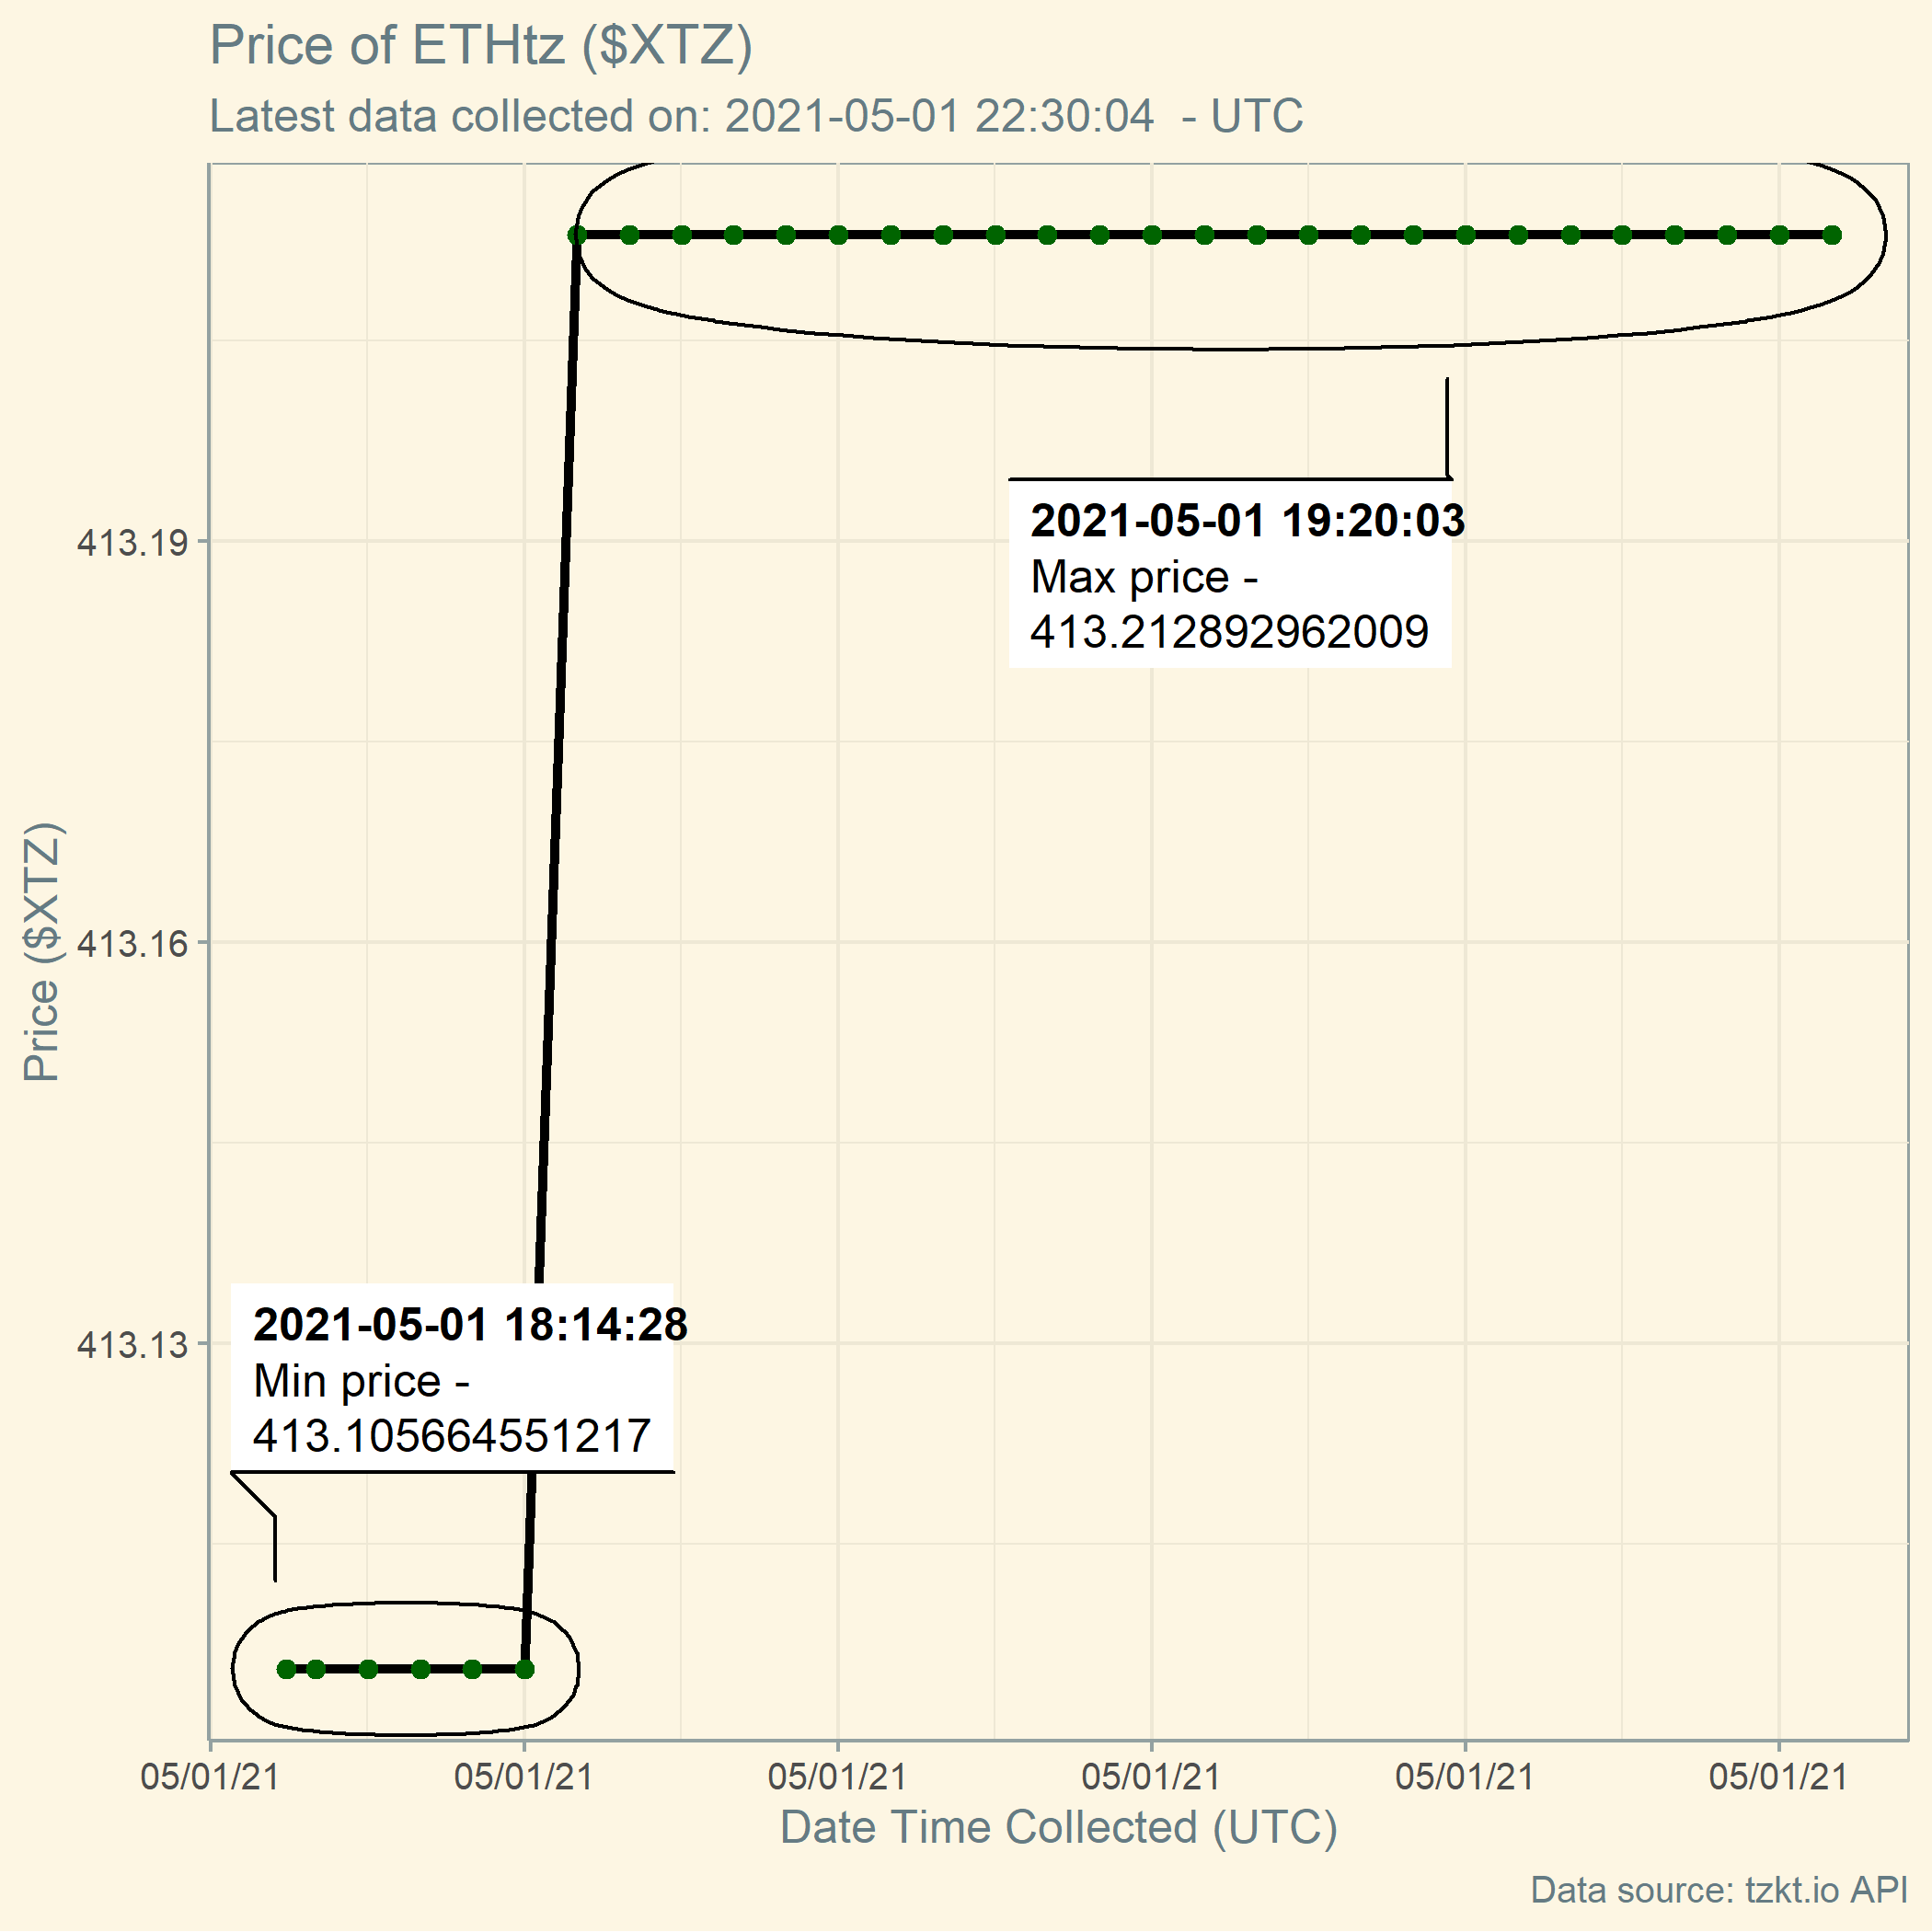 Price of ETHtz ($XTZ)
Latest data collected on: 2021-05-01 22:30:04  - UTC
Price ($XTZ)
413.19
413.16
413.13
2021-05-01 19:20:03
Max price -
413.212892962009
2021-05-01 18:14:28
Min price -
413.105664551217
05/01/21 05/01/21 05/01/21 05/01/21 05/01/21 05/01/21
Date Time Collected (UTC)
Data source: tzkt.io API